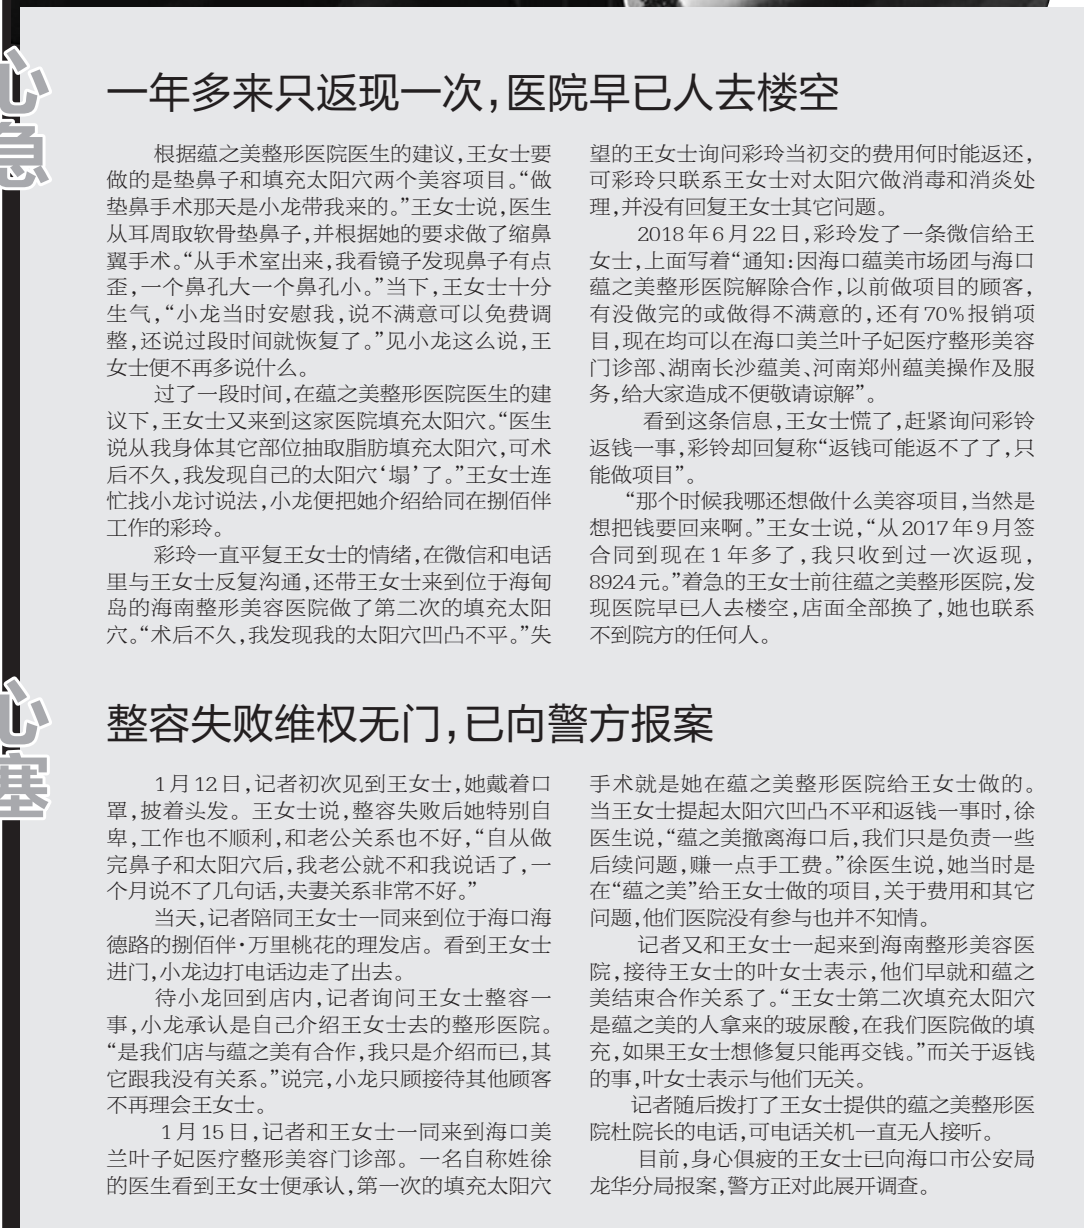 心急
一年多来只返现一次，医院早已人去楼空
根据蕴之美整形医院医生的建议，王女士要
做的是垫鼻子和填充太阳穴两个美容项目。“做
垫鼻手术那天是小龙带我来的。”王女士说，医生
从耳周取软骨垫鼻子，并根据她的要求做了缩鼻
翼手术。“从手术室出来，我看镜子发现鼻子有点
歪，一个鼻孔大一个鼻孔小。”当下，王女士十分
生气，“小龙当时安慰我，说不满意可以免费调
整，还说过段时间就恢复了。”见小龙这么说，王
女士便不再多说什么。
过了一段时间，在蕴之美整形医院医生的建
议下，王女士又来到这家医院填充太阳穴。“医生
说从我身体其它部位抽取脂肪填充太阳穴，可术
后不久，我发现自己的太阳穴‘塌’了。”王女士连
忙找小龙讨说法，小龙便把她介绍给同在捌佰伴
工作的彩玲。
彩玲一直平复王女士的情绪，在微信和电话
里与王女士反复沟通，还带王女士来到位于海甸
岛的海南整形美容医院做了第二次的填充太阳
穴。“术后不久，我发现我的太阳穴凹凸不平。”失
望的王女士询问彩玲当初交的费用何时能返还，
可彩玲只联系王女士对太阳穴做消毒和消炎处
理，并没有回复王女士其它问题。
2018年6月22日，彩玲发了一条微信给王
女士，上面写着“通知：因海口蕴美市场团与海口
蕴之美整形医院解除合作，以前做项目的顾客，
有没做完的或做得不满意的，还有70%报销项
目，现在均可以在海口美兰叶子妃医疗整形美容
门诊部、湖南长沙蕴美、河南郑州蕴美操作及服
务，给大家造成不便敬请谅解”。
看到这条信息，王女士慌了，赶紧询问彩铃
返钱一事，彩铃却回复称“返钱可能返不了了，只
能做项目”。
“那个时候我哪还想做什么美容项目，当然是
想把钱要回来啊。”王女士说，“从2017年9月签
合同到现在1年多了，我只收到过一次返现，
8924元。”着急的王女士前往蕴之美整形医院，发
现医院早已人去楼空，店面全部换了，她也联系
不到院方的任何人。
心塞
整容失败维权无门，已向警方报案
1月12日，记者初次见到王女士，她戴着口
罩，披着头发。王女士说，整容失败后她特别自
卑，工作也不顺利，和老公关系也不好，“自从做
完鼻子和太阳穴后，我老公就不和我说话了，一
个月说不了几句话，夫妻关系非常不好。”
当天，记者陪同王女士一同来到位于海口海
德路的捌佰伴·万里桃花的理发店。看到王女士
进门，小龙边打电话边走了出去。
待小龙回到店内，记者询问王女士整容一
事，小龙承认是自己介绍王女士去的整形医院。
“是我们店与蕴之美有合作，我只是介绍而已，其
它跟我没有关系。”说完，小龙只顾接待其他顾客
不再理会王女士。
1月15日，记者和王女士一同来到海口美
兰叶子妃医疗整形美容门诊部。一名自称姓徐
的医生看到王女士便承认，第一次的填充太阳穴
手术就是她在蕴之美整形医院给王女士做的。
当王女士提起太阳穴凹凸不平和返钱一事时，徐
医生说，“蕴之美撤离海口后，我们只是负责一些
后续问题，赚一点手工费。”徐医生说，她当时是
在“蕴之美”给王女士做的项目，关于费用和其它
问题，他们医院没有参与也并不知情。
记者又和王女士一起来到海南整形美容医
院，接待王女士的叶女士表示，他们早就和蕴之
美结束合作关系了。“王女士第二次填充太阳穴
是蕴之美的人拿来的玻尿酸，在我们医院做的填
充，如果王女士想修复只能再交钱。”而关于返钱
的事，叶女士表示与他们无关。
记者随后拨打了王女士提供的蕴之美整形医
院杜院长的电话，可电话关机一直无人接听。
目前，身心俱疲的王女士已向海口市公安局
龙华分局报案，警方正对此展开调查。